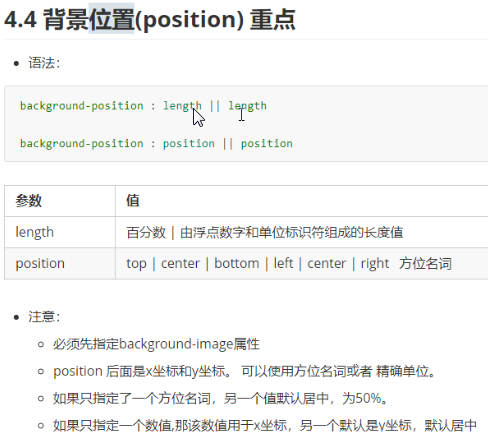 4.4 背景位置(position) 重点
语法：
background-position : length || length
background-position : position || position
参数 值
length 百分数 | 由浮点数字和单位标识符组成的长度值
position top | center | bottom | left | center | right 方位名词
注意：
必须先指定background-image属性
position 后面是x坐标和y坐标。 可以使用方位名词或者 精确单位。
如果只指定了一个方位名词，另一个值默认居中，为50%。
如果只指定一个数值,那该数值用于x坐标，另一个默认是y坐标，默认居中